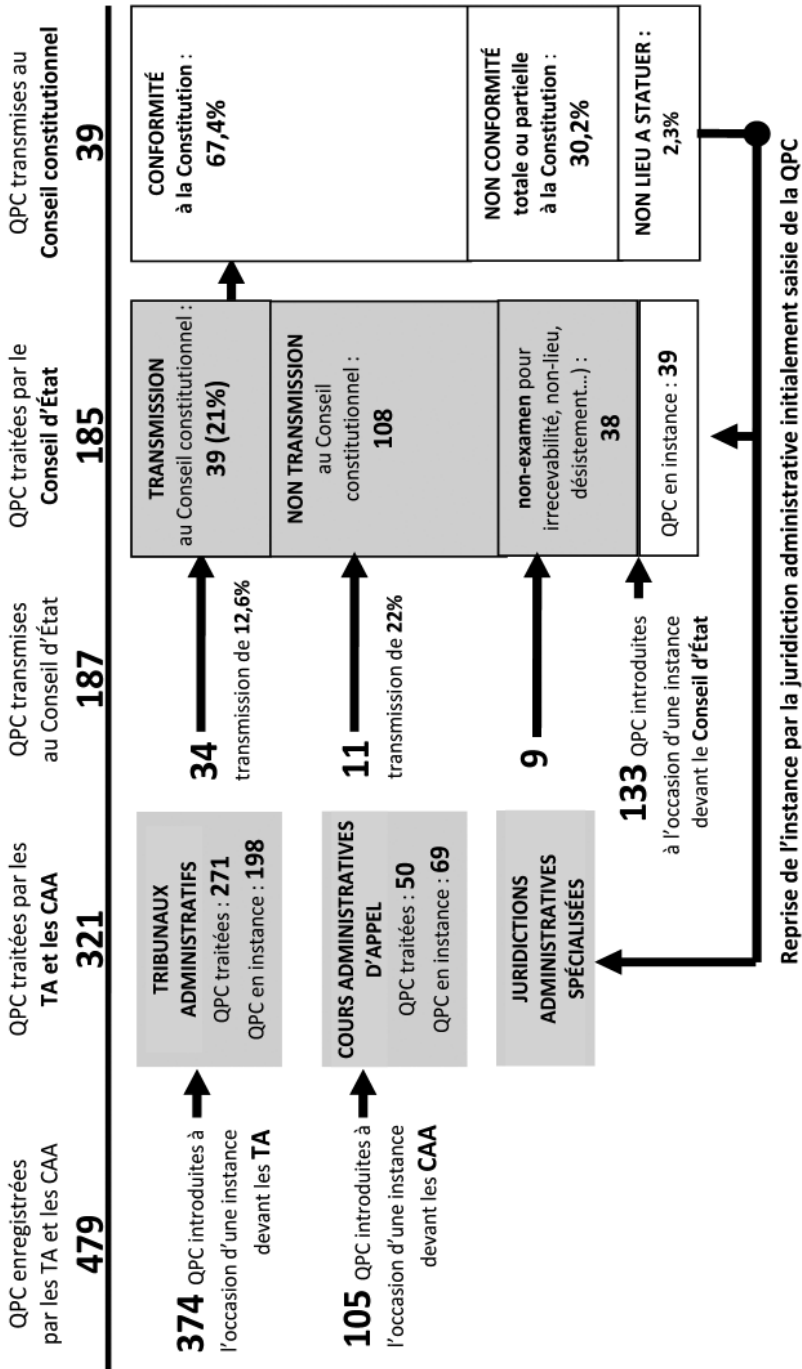 QPC enregistrées
par les TA et les CAA
479
QPC traitées par les
TA et les CAA
321
QPC transmises
au Conseil d'État
187
QPC traitées par le
Conseil d'État
185
QPC transmises au
Conseil constitutionnel
39
374 QPC introduites à
l'occasion d'une instance
devant les TA
105 QPC introduites à
l'occasion d'une instance
devant les CAA
TRIBUNAUX
ADMINISTRATIFS
QPC traitées : 271
QPC en instance : 198
COURS ADMINISTRATIVES
D'APPEL
QPC traitées : 50
QPC en instance : 69
JURIDICTIONS
ADMINISTRATIVES
SPÉCIALISÉES
34
transmission de 12,6%
11
transmission de 22%
9
133 QPC introduites
à l'occasion d'une instance
devant le Conseil d'État
TRANSMISSION
au Conseil constitutionnel :
39 (21%)
NON TRANSMISSION
au Conseil
constitutionnel :
108
non-examen pour
irrecevabilité, non-lieu,
désistement...) :
38
QPC en instance : 39
CONFORMITÉ
à la Constitution :
67,4%
NON CONFORMITÉ
totale ou partielle
à la Constitution :
30,2%
NON LIEU A STATUER :
2,3%
Reprise de l'instance par la juridiction administrative initialement saisie de la QPC